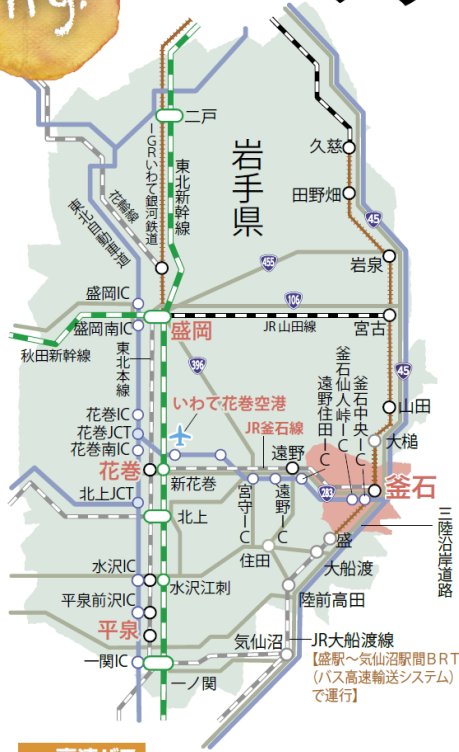 ng!
二戸
岩手県
久慈
IGRいわて銀河鉄道
東北新幹線
田野畑
花輪線
東北自動車道
45
455
岩泉
盛岡IC
106
盛岡
JR山田線
宮古
盛岡南IC
秋田新幹線
東北本線
396
45
釜石中央IC
釜石仙人峠IC
遠野住田IC
いわて花巻空港
山田
花巻IC
花巻JCT
JR釜石線
大槌
花巻南IC
遠野
花巻
新花巻
283
釜石
北上JCT
宮守IC
遠野IC
北上
三陸沿岸道路
盛
住田
大船渡
水沢IC
水沢江刺
陸前高田
平泉前沢IC
平泉
気仙沼
JR大船渡線
一関IC
【盛駅〜気仙沼駅間BRT
(バス高速輸送システム)
で運行】
一ノ関
高速バス